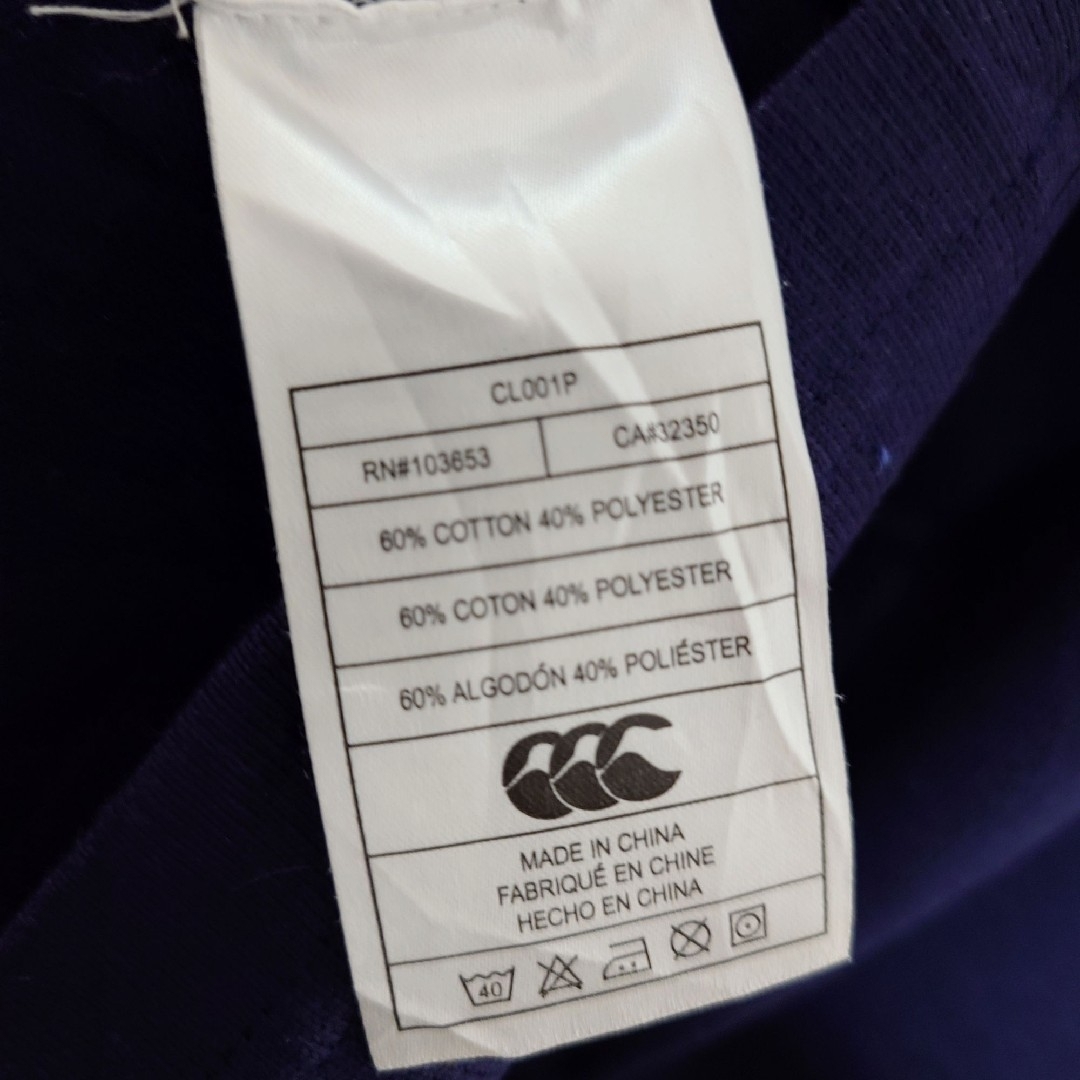 CL001P
RN#103653 CA#32350
60% COTTON 40% POLYESTER
60% COTON 40% POLYESTER
60% ALGODÓN 40% POLIÉSTER
MADE IN CHINA
FABRIQUÉ EN CHINE
HECHO EN CHINA
40